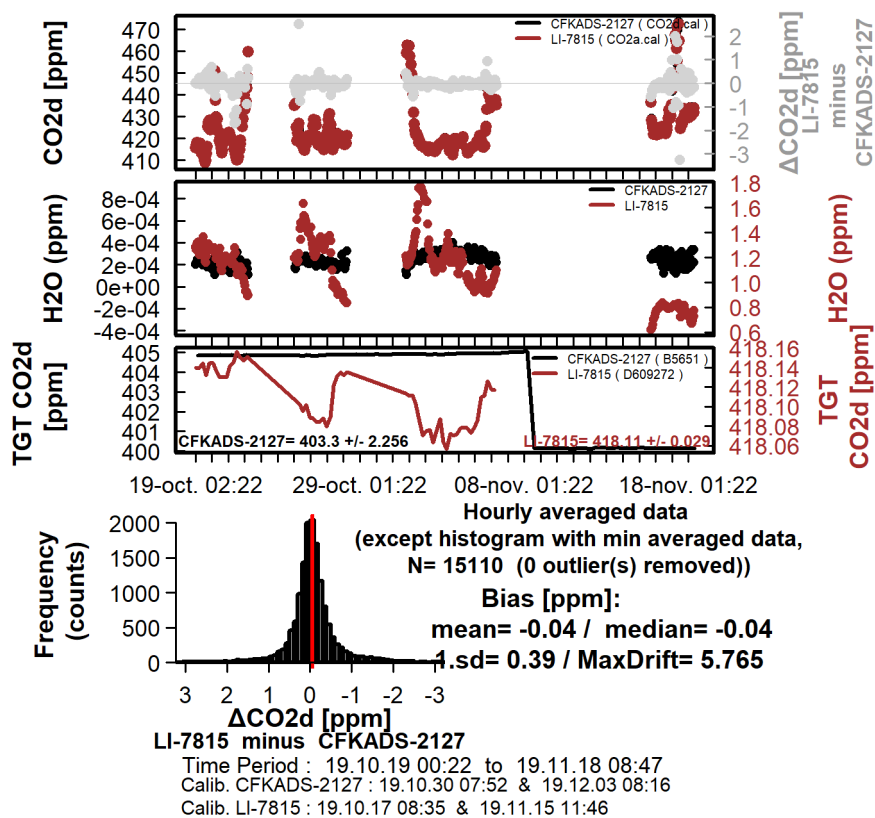 CO2d [ppm]
470
460
450
440
430
420
410
CFKADS-2127 ( CO2d.cal )
LI-7815 ( CO2a.cal )
2
1
0
-1
-2
-3
ΔCO2d [ppm]
LI-7815
minus
CFKADS-2127
H2O (ppm)
8e-04
6e-04
4e-04
2e-04
0e+00
-2e-04
-4e-04
CFKADS-2127
LI-7815
1.8
1.6
1.4
1.2
1.0
0.8
0.6
H2O (ppm)
TGT CO2d
[ppm]
405
404
403
402
401
400
CFKADS-2127 ( B5651 )
LI-7815 ( D609272 )
CFKADS-2127= 403.3 +/- 2.256
LI-7815= 418.11 +/- 0.029
418.16
418.14
418.12
418.10
418.08
418.06
TGT
CO2d [ppm]
19-oct. 02:22 29-oct. 01:22 08-nov. 01:22 18-nov. 01:22
Hourly averaged data
(except histogram with min averaged data,
N= 15110 (0 outlier(s) removed))
Bias [ppm]:
mean= -0.04 / median= -0.04
1.sd= 0.39 / MaxDrift= 5.765
Frequency
(counts)
2000
1500
1000
500
0
3 2 1 0 -1 -2 -3
ΔCO2d [ppm]
LI-7815 minus CFKADS-2127
Time Period : 19.10.19 00:22 to 19.11.18 08:47
Calib. CFKADS-2127 : 19.10.30 07:52 & 19.12.03 08:16
Calib. LI-7815 : 19.10.17 08:35 & 19.11.15 11:46